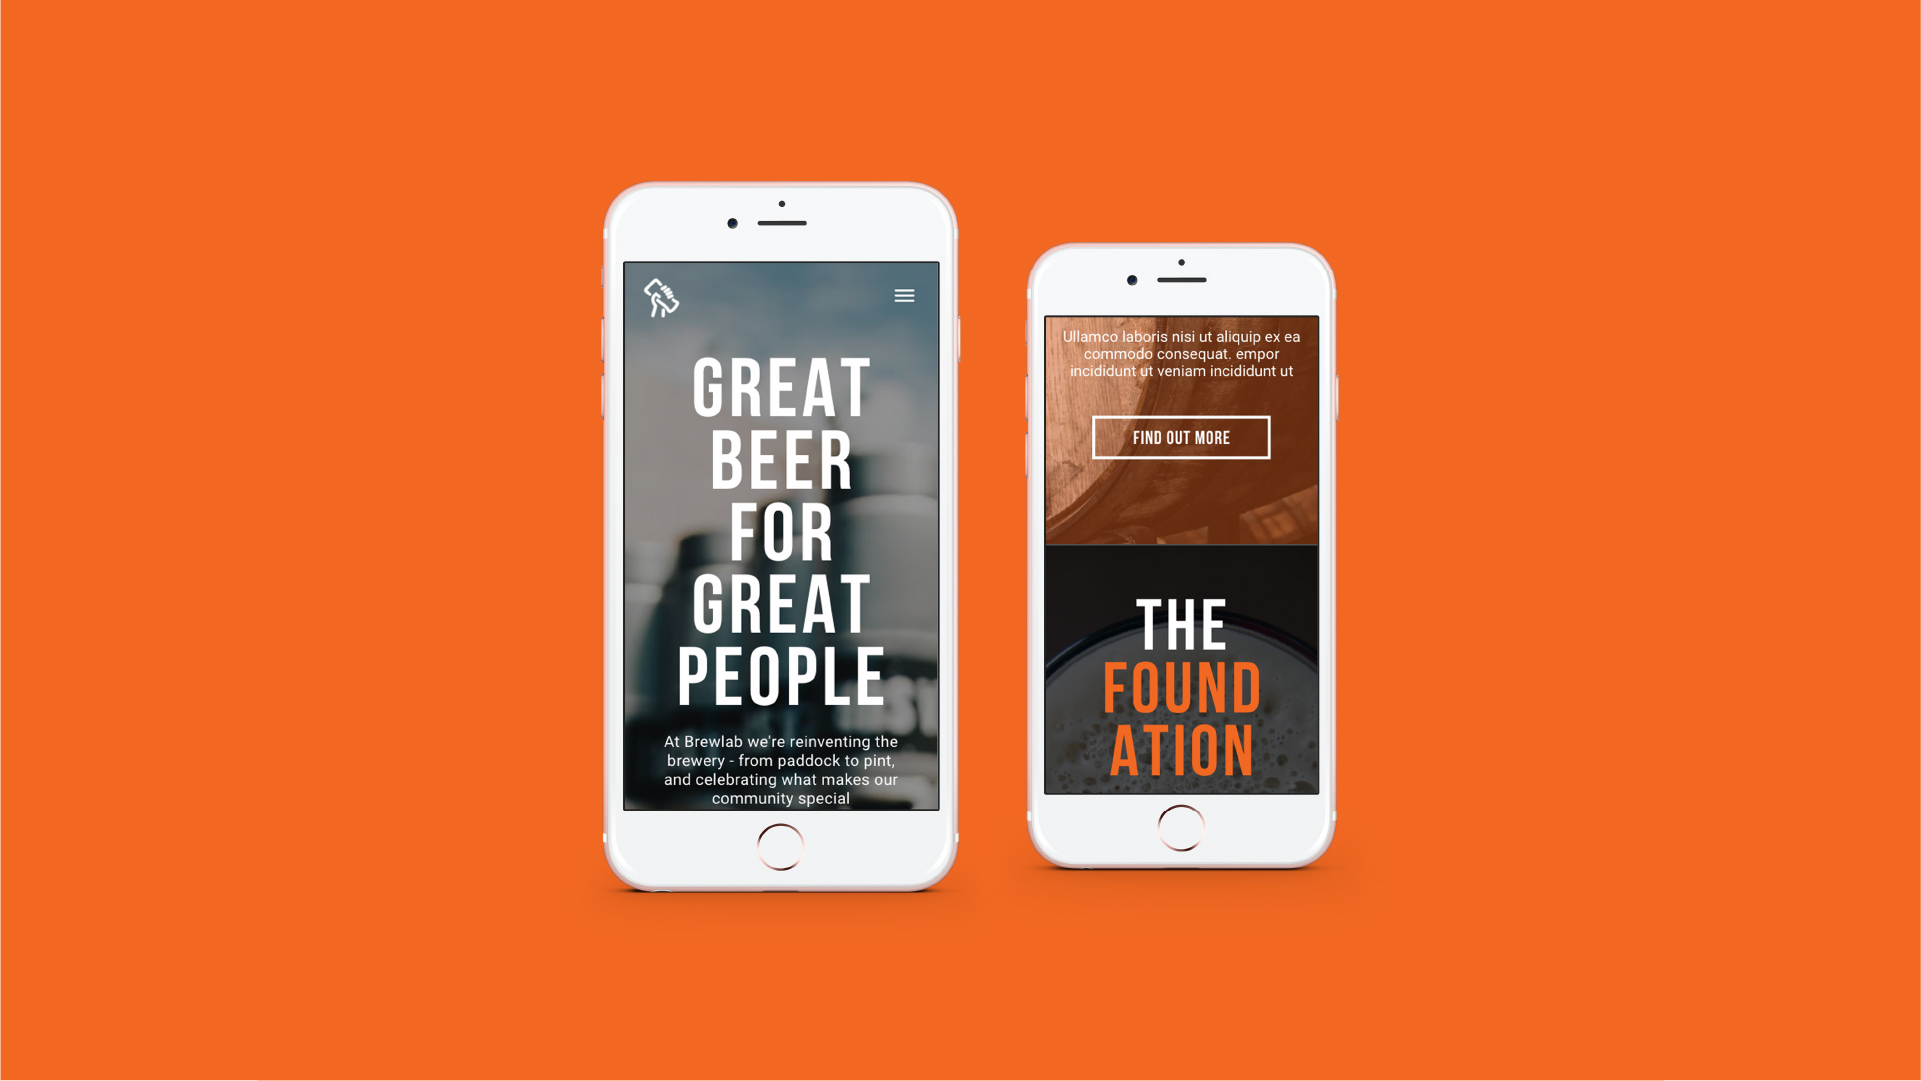 GREAT
BEER
FOR
GREAT
PEOPLE
At Brewlab we're reinventing the
brewery - from paddock to pint,
and celebrating what makes our
community special
Ullamco laboris nisi ut aliquip ex ea
commodo consequat. empor
incididunt ut veniam incididunt ut
FIND OUT MORE
THE
FOUND
ATION